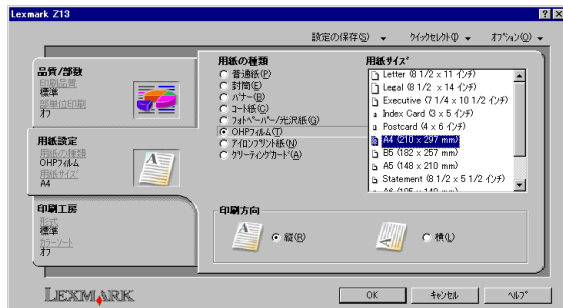 Lexmark Z13
設定の保存(S)
クイックセレクト(I)
オプション(O)
品質/部数
印刷品質
標準
部単位印刷
オフ
用紙設定
用紙の種類
OHPフィルム
用紙サイズ
A4
印刷工房
形式
標準
カラーソート
オフ
用紙の種類
普通紙(P)
封筒(E)
バナー(B)
コート紙(C)
フォトペーパー/光沢紙(G)
OHPフィルム(T)
アイロンプリント紙(N)
グリーティングカード(A)
用紙サイズ
Letter (8 1/2 x 11 インチ)
Legal (8 1/2 x 14 インチ)
Executive (7 1/4 x 10 1/2 インチ)
Index Card (3 x 5 インチ)
Postcard (4 x 6 インチ)
A4 (210 x 297 mm)
B5 (182 x 257 mm)
A5 (148 x 210 mm)
Statement (8 1/2 x 5 1/2 インチ)
A6 (105 x 148 mm)
印刷方向
縦(R)
横(L)
LEXMARK
OK
キャンセル
ヘルプ